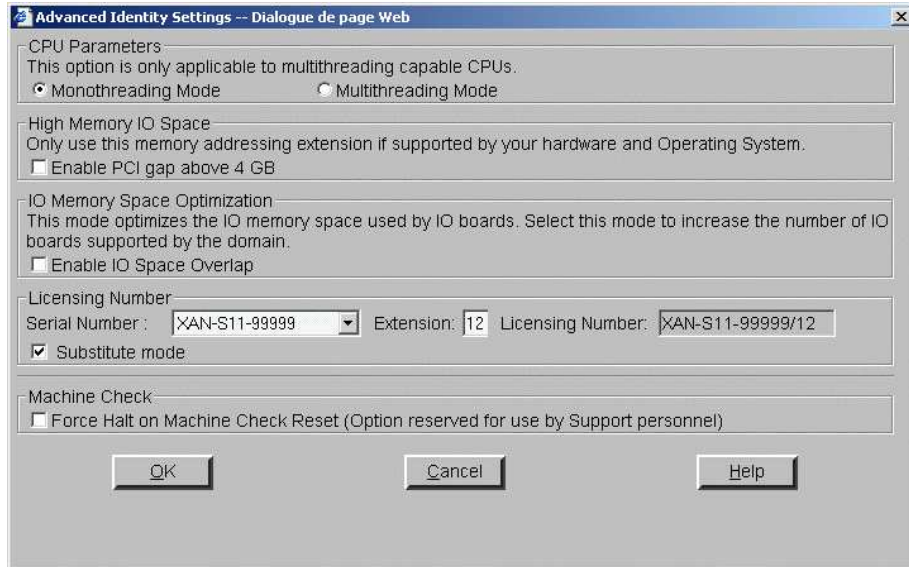 Advanced Identity Settings -- Dialogue de page Web
CPU Parameters
This option is only applicable to multithreading capable CPUs.
Monothreading Mode Multithreading Mode
High Memory IO Space
Only use this memory addressing extension if supported by your hardware and Operating System.
Enable PCI gap above 4 GB
IO Memory Space Optimization
This mode optimizes the IO memory space used by IO boards. Select this mode to increase the number of IO
boards supported by the domain.
Enable IO Space Overlap
Licensing Number
Serial Number : XAN-S11-99999 Extension: 12 Licensing Number: XAN-S11-99999/12
Substitute mode
Machine Check
Force Halt on Machine Check Reset (Option reserved for use by Support personnel)
OK Cancel Help